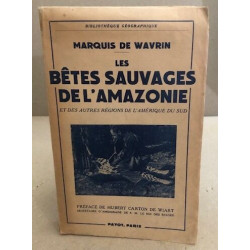 BIBLIOTHÈQUE GÉOGRAPHIQUE
MARQUIS DE WAVRIN
LES
BÊTES SAUVAGES
DE L'AMAZONIE
ET DES AUTRES RÉGIONS DE L'AMÉRIQUE DU SUD
PRÉFACE DE HUBERT CARTON DE WIART
PAYOT, PARIS